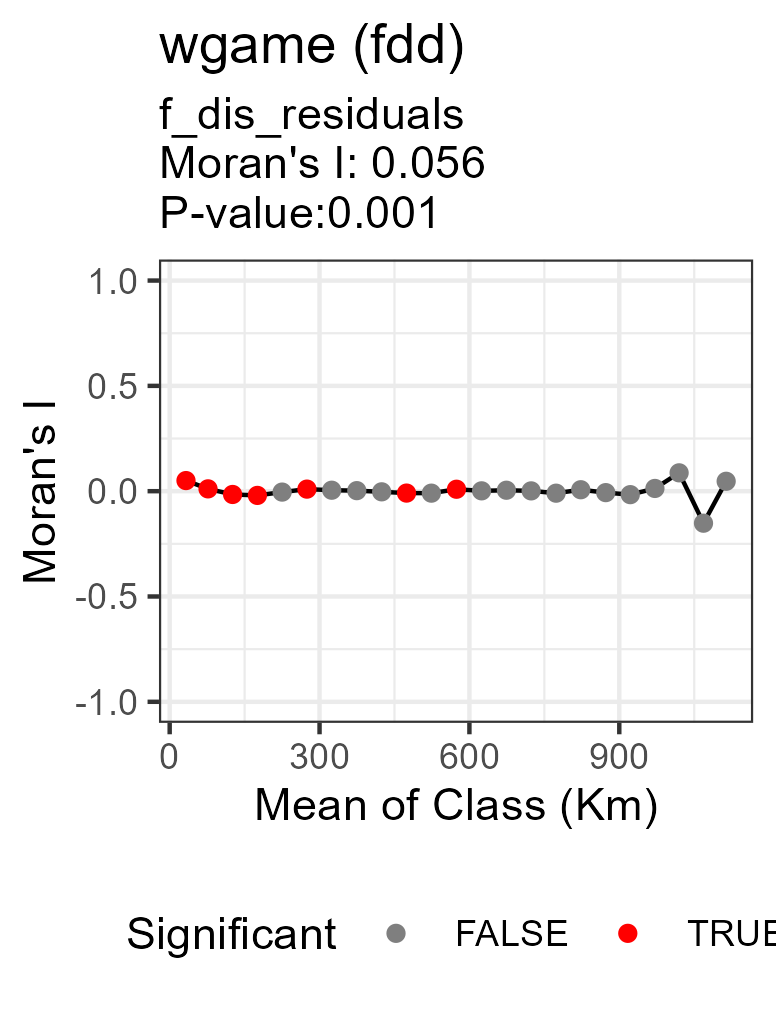 wgame (fdd)
f_dis_residuals
Moran's I: 0.056
P-value:0.001
1.0
0.5
0.0
-0.5
-1.0
Moran's I
0 300 600 900
Mean of Class (Km)
Significant FALSE TRUE